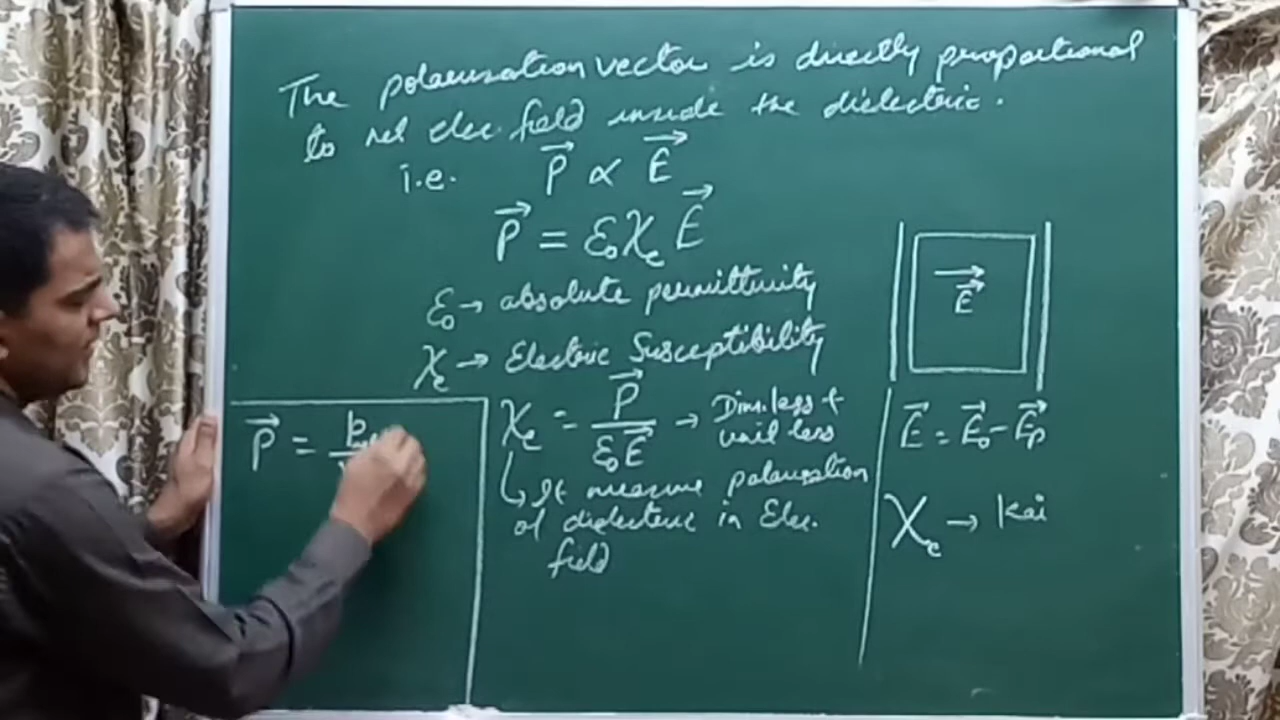 The polarisation vector is directly proportional
to net elec. field inside the dielectric.
i.e. P⃗ ∝ E⃗
P⃗ = ε₀χₑE⃗
ε₀ → absolute permittivity
χₑ → Electric Susceptibility
χₑ = P⃗ / ε₀E⃗ → Dim. less +
unit less
↳ It measure polarization
of dielectric in Elec.
field
P⃗ =
E⃗
E⃗ = E⃗₀ - E⃗p
χₑ → kai